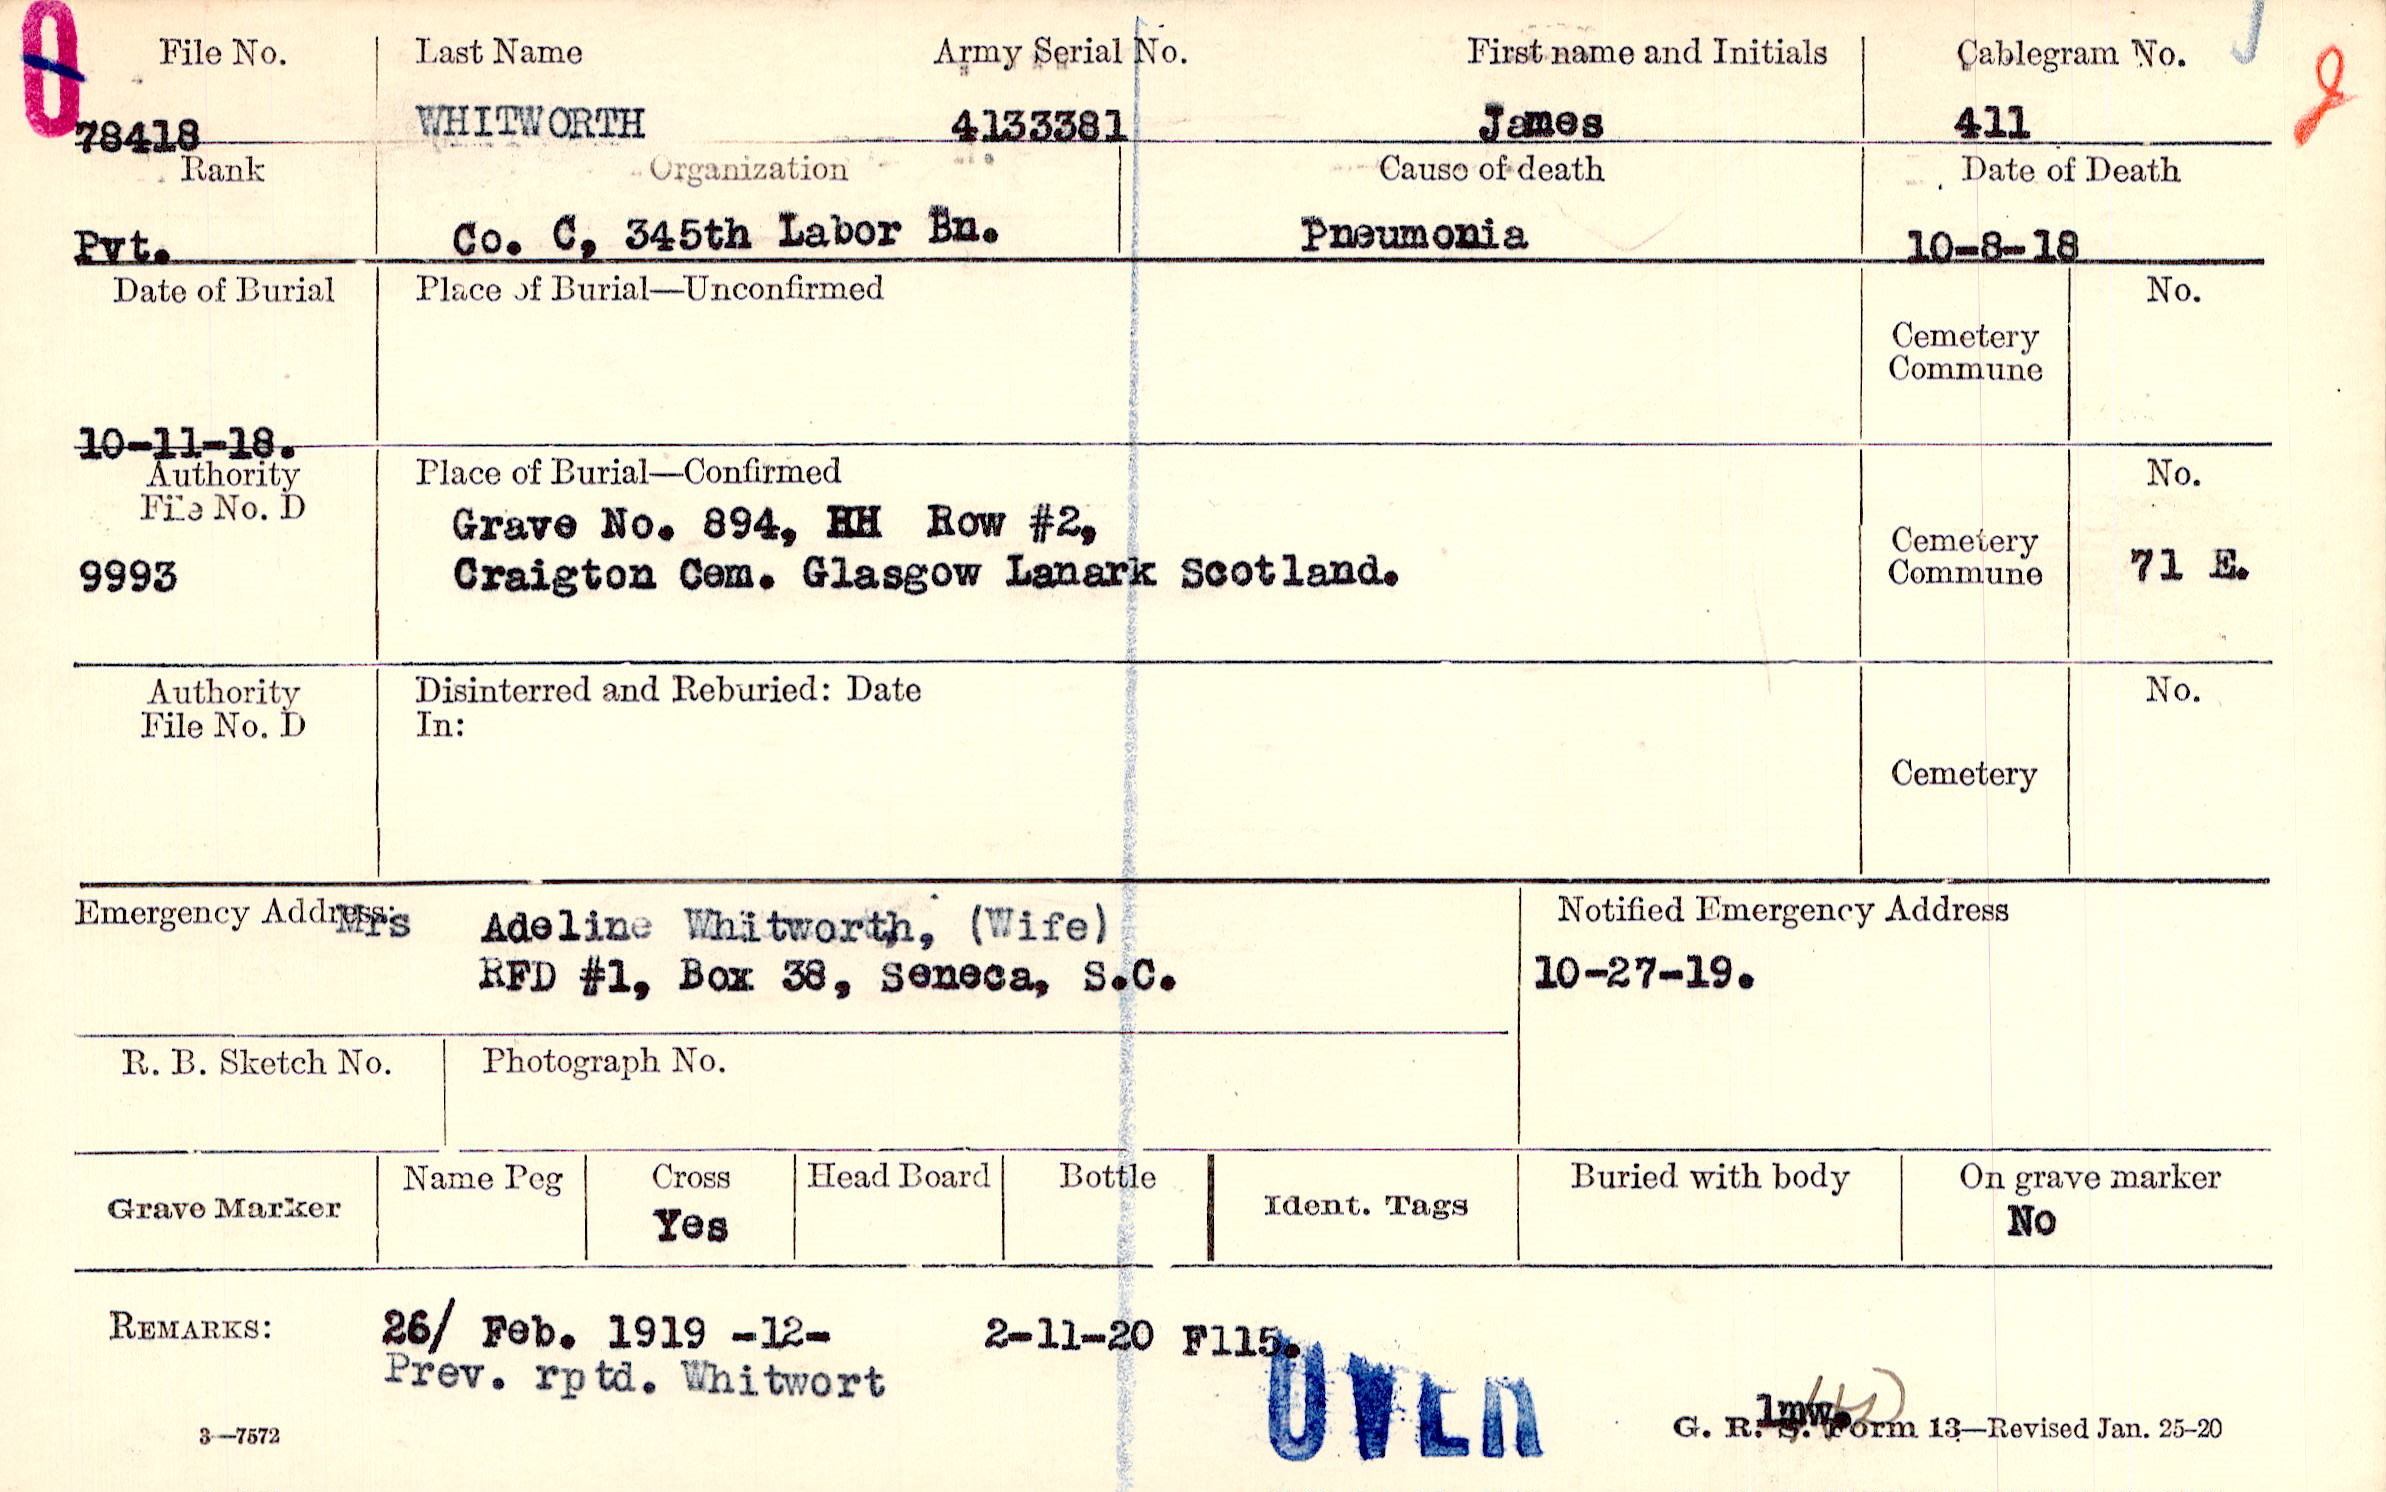 File No. Last Name Army Serial No. First name and Initials Cablegram No.
78418 WHITWORTH 4133381 James 411
Rank Organization Cause of death Date of Death
Pvt. Co. C, 345th Labor Bn. Pneumonia 10-8-18
Date of Burial Place of Burial—Unconfirmed No.
Cemetery
Commune
10-11-18.
Authority Place of Burial—Confirmed No.
File No. D
Grave No. 894, HH Row #2,
9993 Craigton Cem. Glasgow Lanark Scotland.
Cemetery
Commune 71 E.
Authority Disinterred and Reburied: Date No.
File No. D In:
Cemetery
Emergency Address: Mrs Adeline Whitworth, (Wife) Notified Emergency Address
RFD #1, Box 38, Seneca, S.C. 10-27-19.
R. B. Sketch No. Photograph No.
Grave Marker Name Peg Cross Head Board Bottle Ident. Tags Buried with body On grave marker
Yes No
REMARKS: 26/ Feb. 1919 -12- 2-11-20 F115.
Prev. rptd. Whitwort
OVER
lmw.
3—7572 G. R. S. Form 13—Revised Jan. 25-20